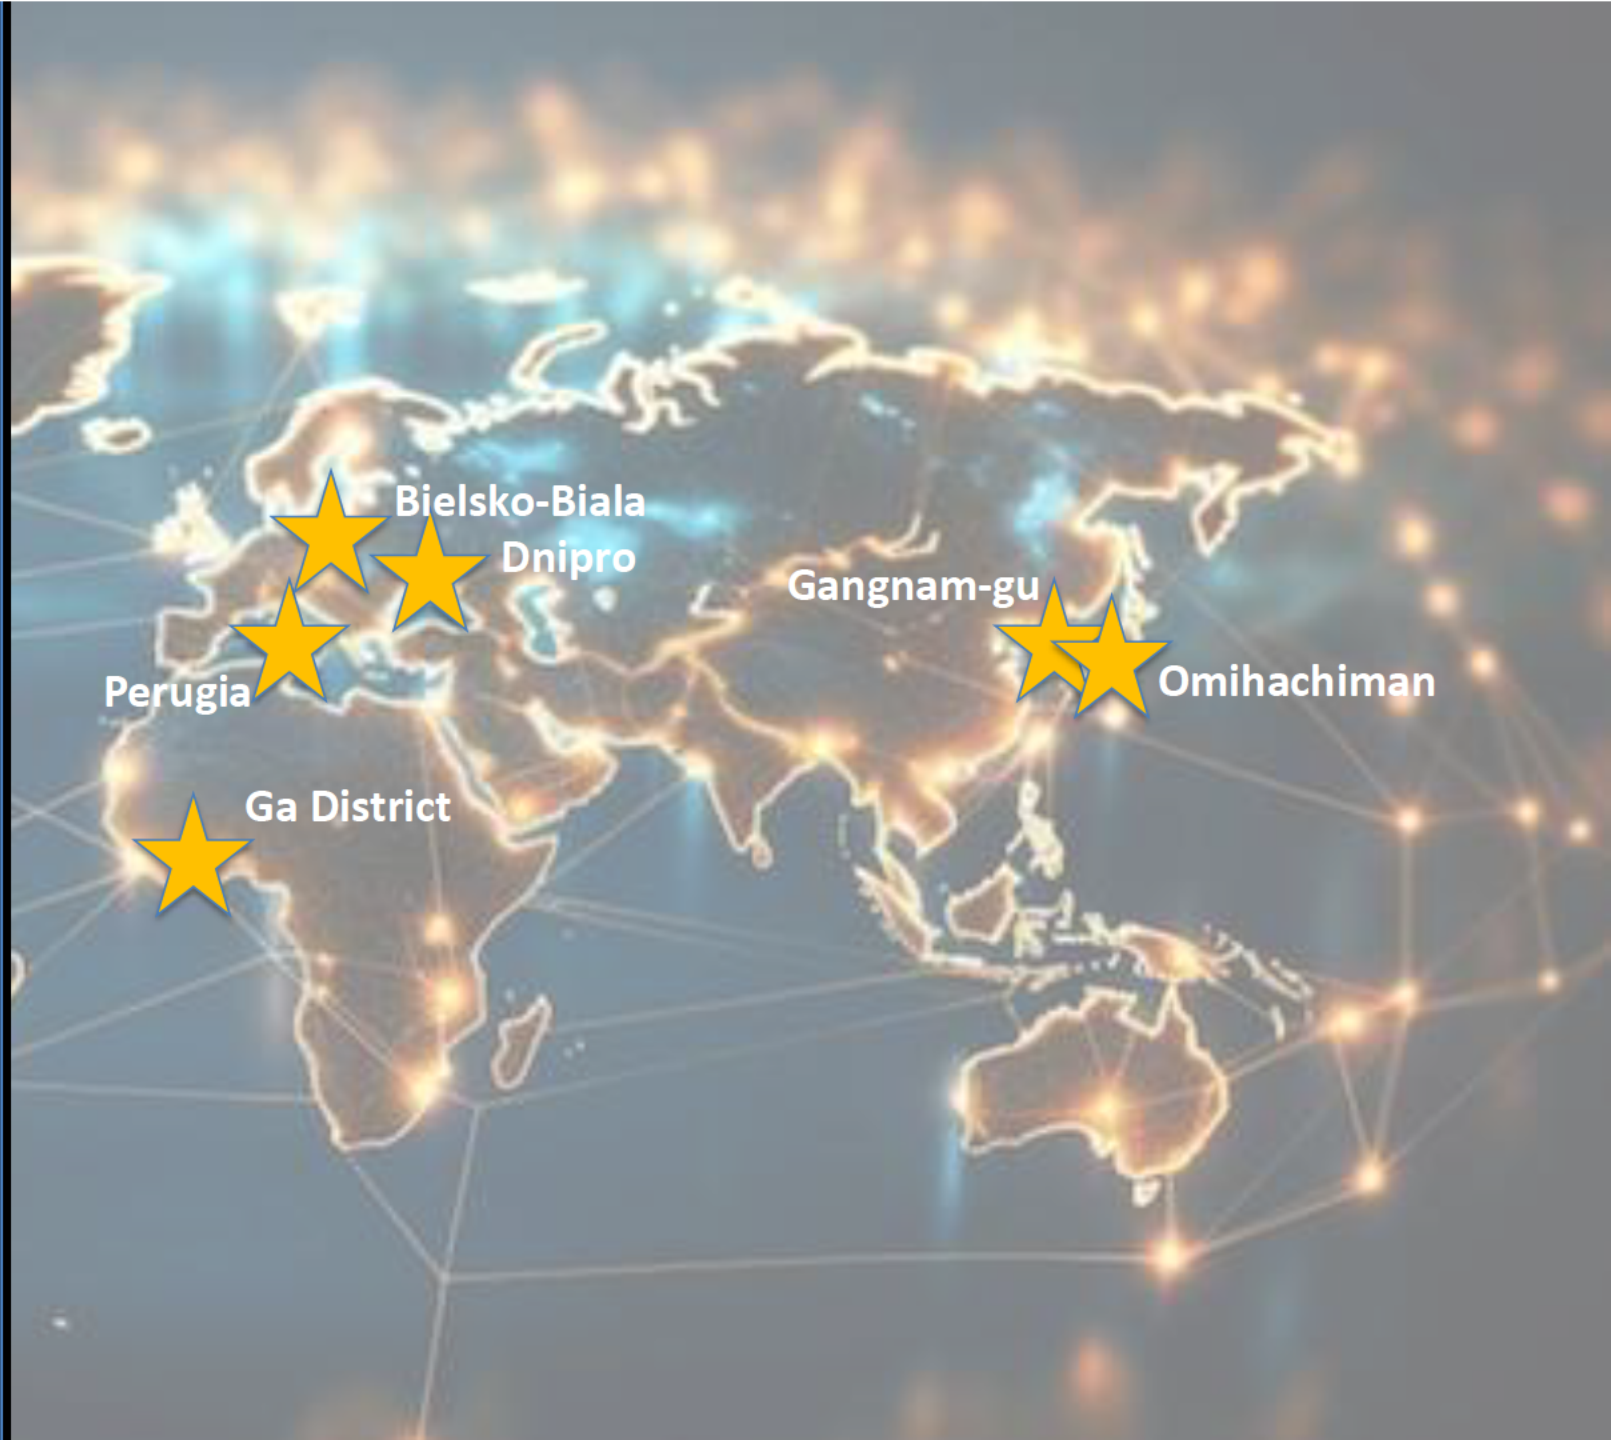 Bielsko-Biala
Dnipro
Gangnam-gu
Omihachiman
Perugia
Ga District